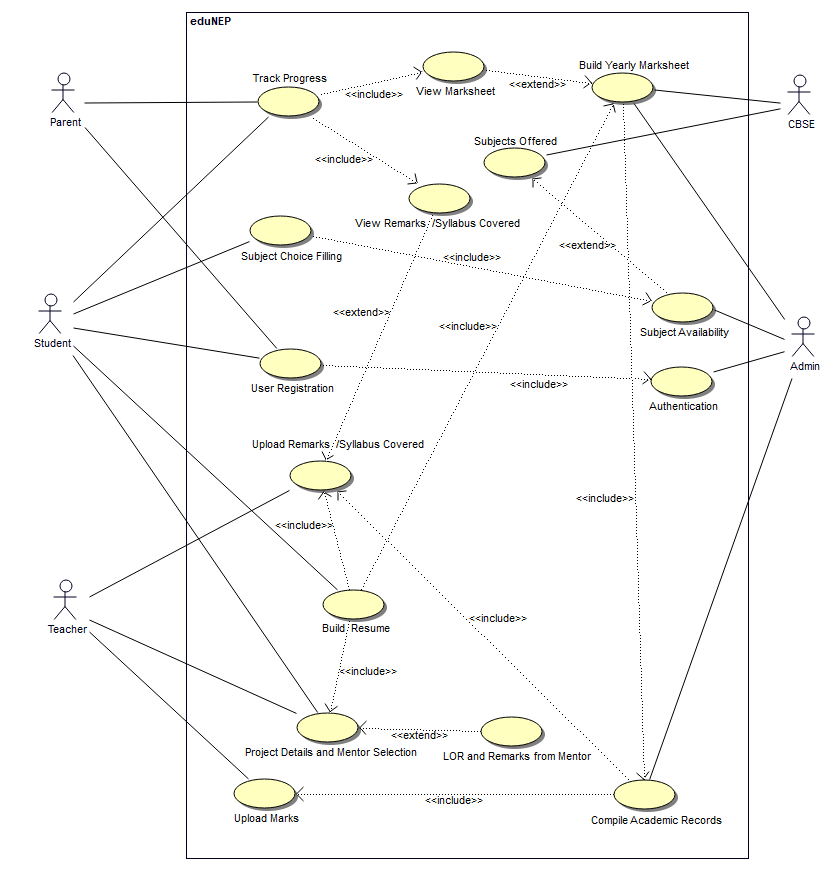 eduNEP
Build Yearly Marksheet
Track Progress
<<extend>>
View Marksheet
<<include>>
Parent
CBSE
Subjects Offered
<<include>>
View Remarks /Syllabus Covered
<<extend>>
Subject Choice Filling
<<include>>
<<extend>>
<<include>>
Subject Availability
Student
Admin
User Registration
<<include>>
Authentication
Upload Remarks /Syllabus Covered
<<include>>
<<include>>
<<include>>
Teacher
Build Resume
<<include>>
<<extend>>
Project Details and Mentor Selection
LOR and Remarks from Mentor
<<include>>
Upload Marks
Compile Academic Records